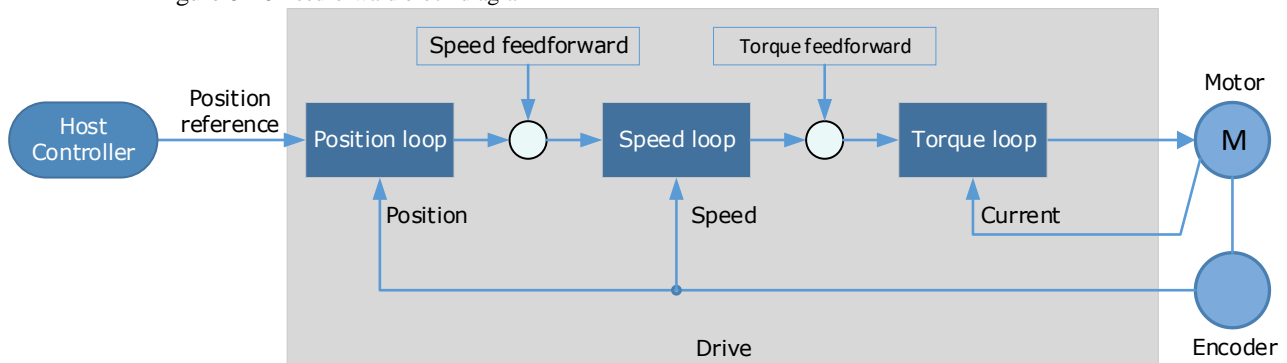 Speed feedforward
Torque feedforward
Motor
Position
reference
Host
Controller
Position loop
Speed loop
Torque loop
M
Position
Speed
Current
Drive
Encoder